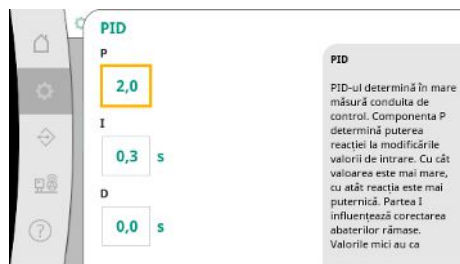 PID
P
2,0
I
0,3 s
D
0,0 s
PID
PID-ul determină în mare
măsură conduita de
control. Componenta P
determină puterea
reacției la modificările
valorii de intrare. Cu cât
valoarea este mai mare,
cu atât reacția este mai
puternică. Partea I
influențează corectarea
abaterilor rămase.
Valorile mici au ca